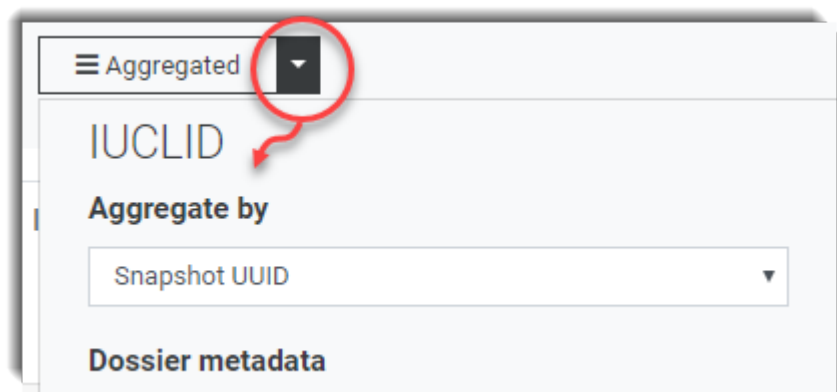 Aggregated
IUCLID
Aggregate by
Snapshot UUID
Dossier metadata